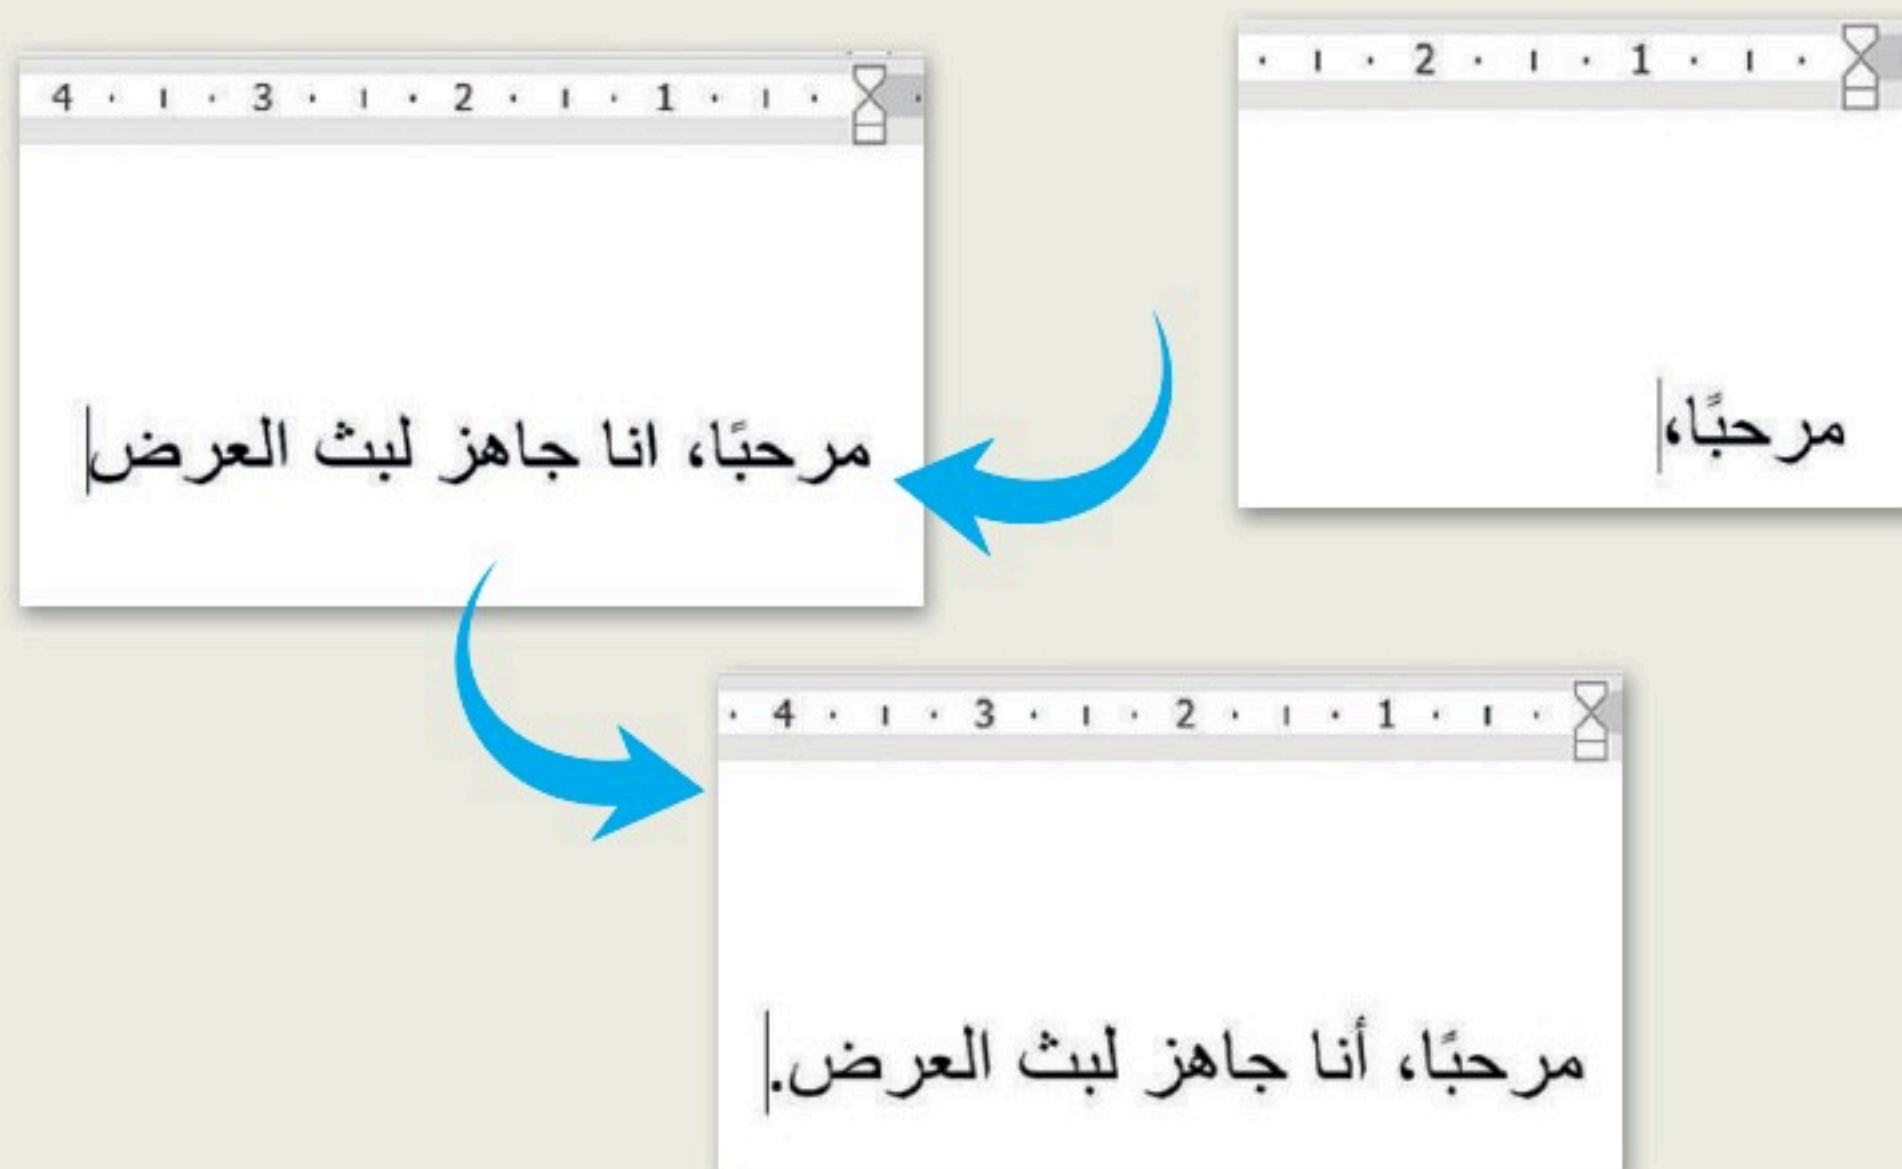 2 1
مرحبًا،
4 3 2 1
مرحبًا، انا جاهز لبث العرض
4 3 2 1
مرحبًا، أنا جاهز لبث العرض.